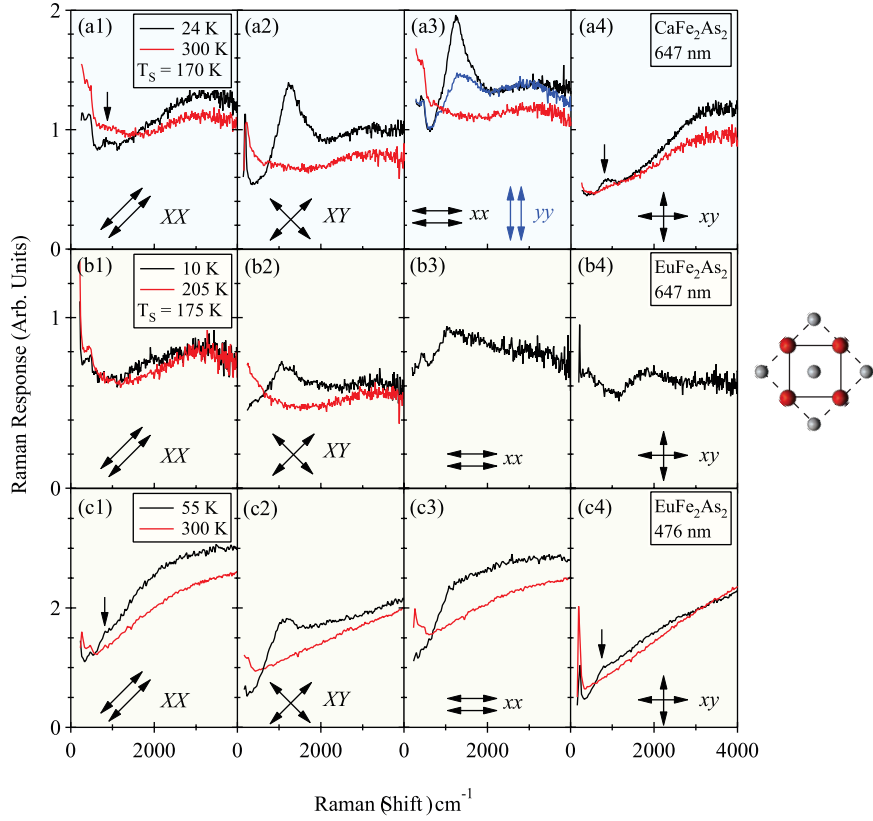 Raman Response (Arb. Units)
2
1
0
(a1)
24 K
300 K
T_S = 170 K
XX
(a2)
XY
(a3)
xx
yy
(a4)
CaFe₂As₂
647 nm
xy
1
(b1)
10 K
205 K
T_S = 175 K
XX
(b2)
XY
(b3)
xx
(b4)
EuFe₂As₂
647 nm
xy
2
0
(c1)
55 K
300 K
XX
(c2)
XY
(c3)
xx
(c4)
EuFe₂As₂
476 nm
xy
0 2000 0 2000 0 2000 0 2000 4000
Raman (Shift) cm⁻¹